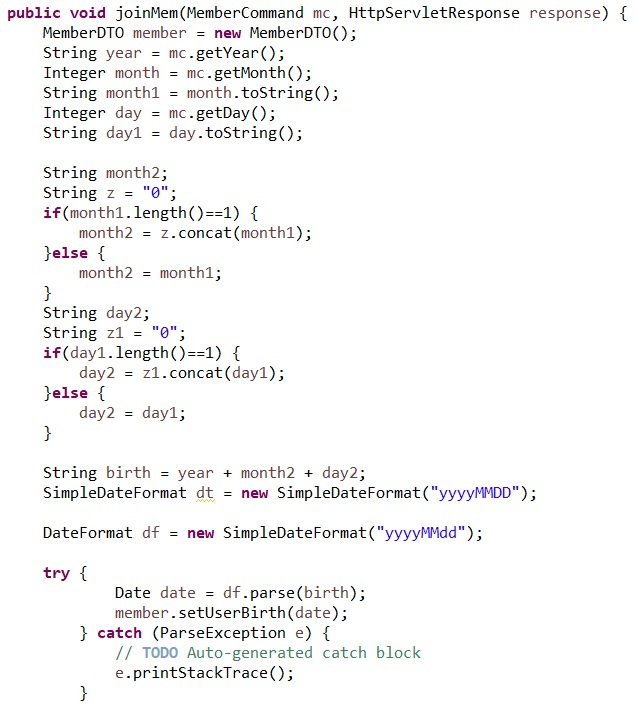 public void joinMem(MemberCommand mc, HttpServletResponse response) {
    MemberDTO member = new MemberDTO();
    String year = mc.getYear();
    Integer month = mc.getMonth();
    String month1 = month.toString();
    Integer day = mc.getDay();
    String day1 = day.toString();

    String month2;
    String z = "0";
    if(month1.length()==1) {
        month2 = z.concat(month1);
    }else {
        month2 = month1;
    }
    String day2;
    String z1 = "0";
    if(day1.length()==1) {
        day2 = z1.concat(day1);
    }else {
        day2 = day1;
    }

    String birth = year + month2 + day2;
    SimpleDateFormat dt = new SimpleDateFormat("yyyyMMDD");

    DateFormat df = new SimpleDateFormat("yyyyMMdd");

    try {
            Date date = df.parse(birth);
            member.setUserBirth(date);
        } catch (ParseException e) {
            // TODO Auto-generated catch block
            e.printStackTrace();
        }